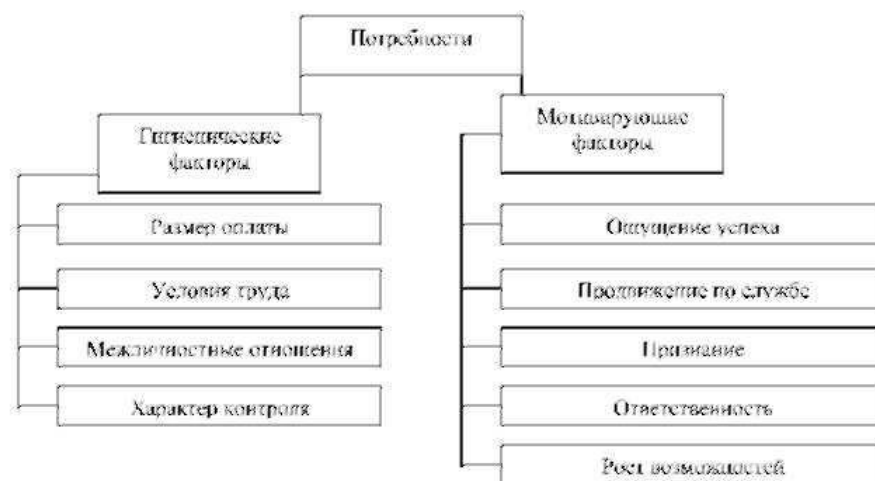 Потребности
Гигиенические
факторы
Размер оплаты
Условия труда
Межличностные отношения
Характер контроля
Мотивирующие
факторы
Ощущение успеха
Продвижение по службе
Признание
Ответственность
Рост возможностей